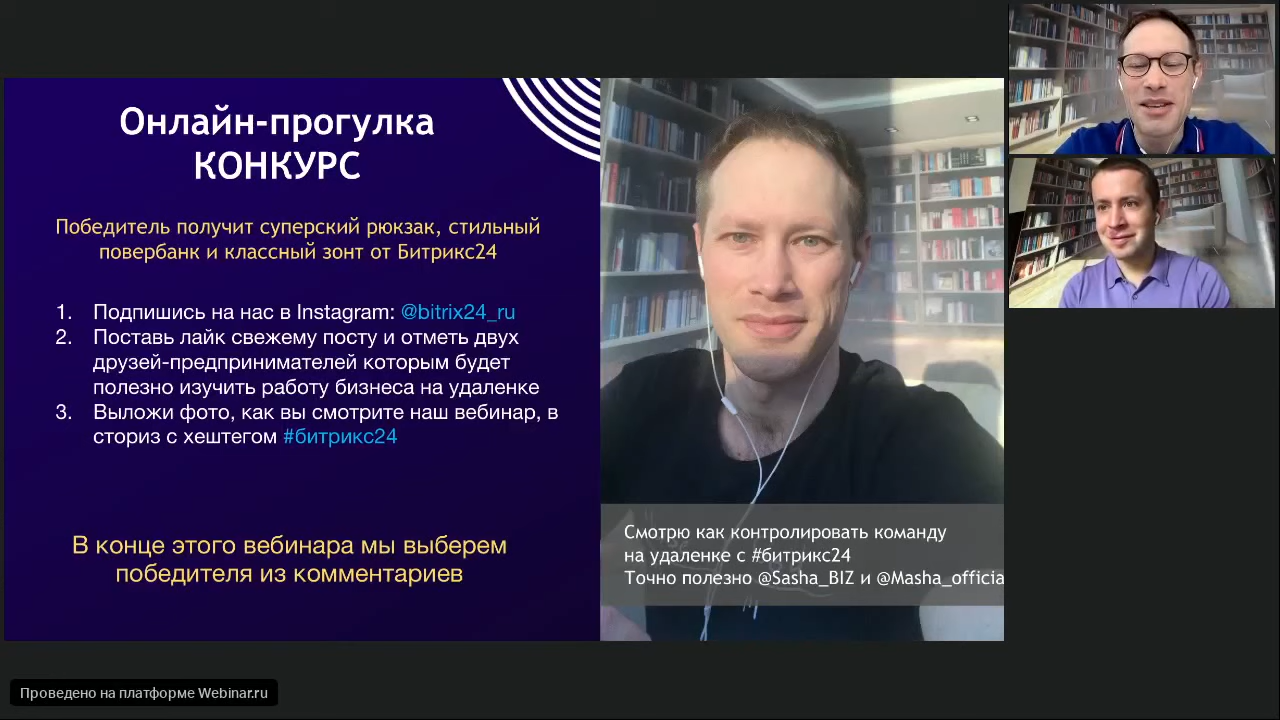 Онлайн-прогулка
КОНКУРС
Победитель получит суперский рюкзак, стильный
повербанк и классный зонт от Битрикс24
1. Подпишись на нас в Instagram: @bitrix24_ru
2. Поставь лайк свежему посту и отметь двух
друзей-предпринимателей которым будет
полезно изучить работу бизнеса на удаленке
3. Выложи фото, как вы смотрите наш вебинар, в
сториз с хештегом #битрикс24
В конце этого вебинара мы выберем
победителя из комментариев
Смотрю как контролировать команду
на удаленке с #битрикс24
Точно полезно @Sasha_BIZ и @Masha_officia
Проведено на платформе Webinar.ru